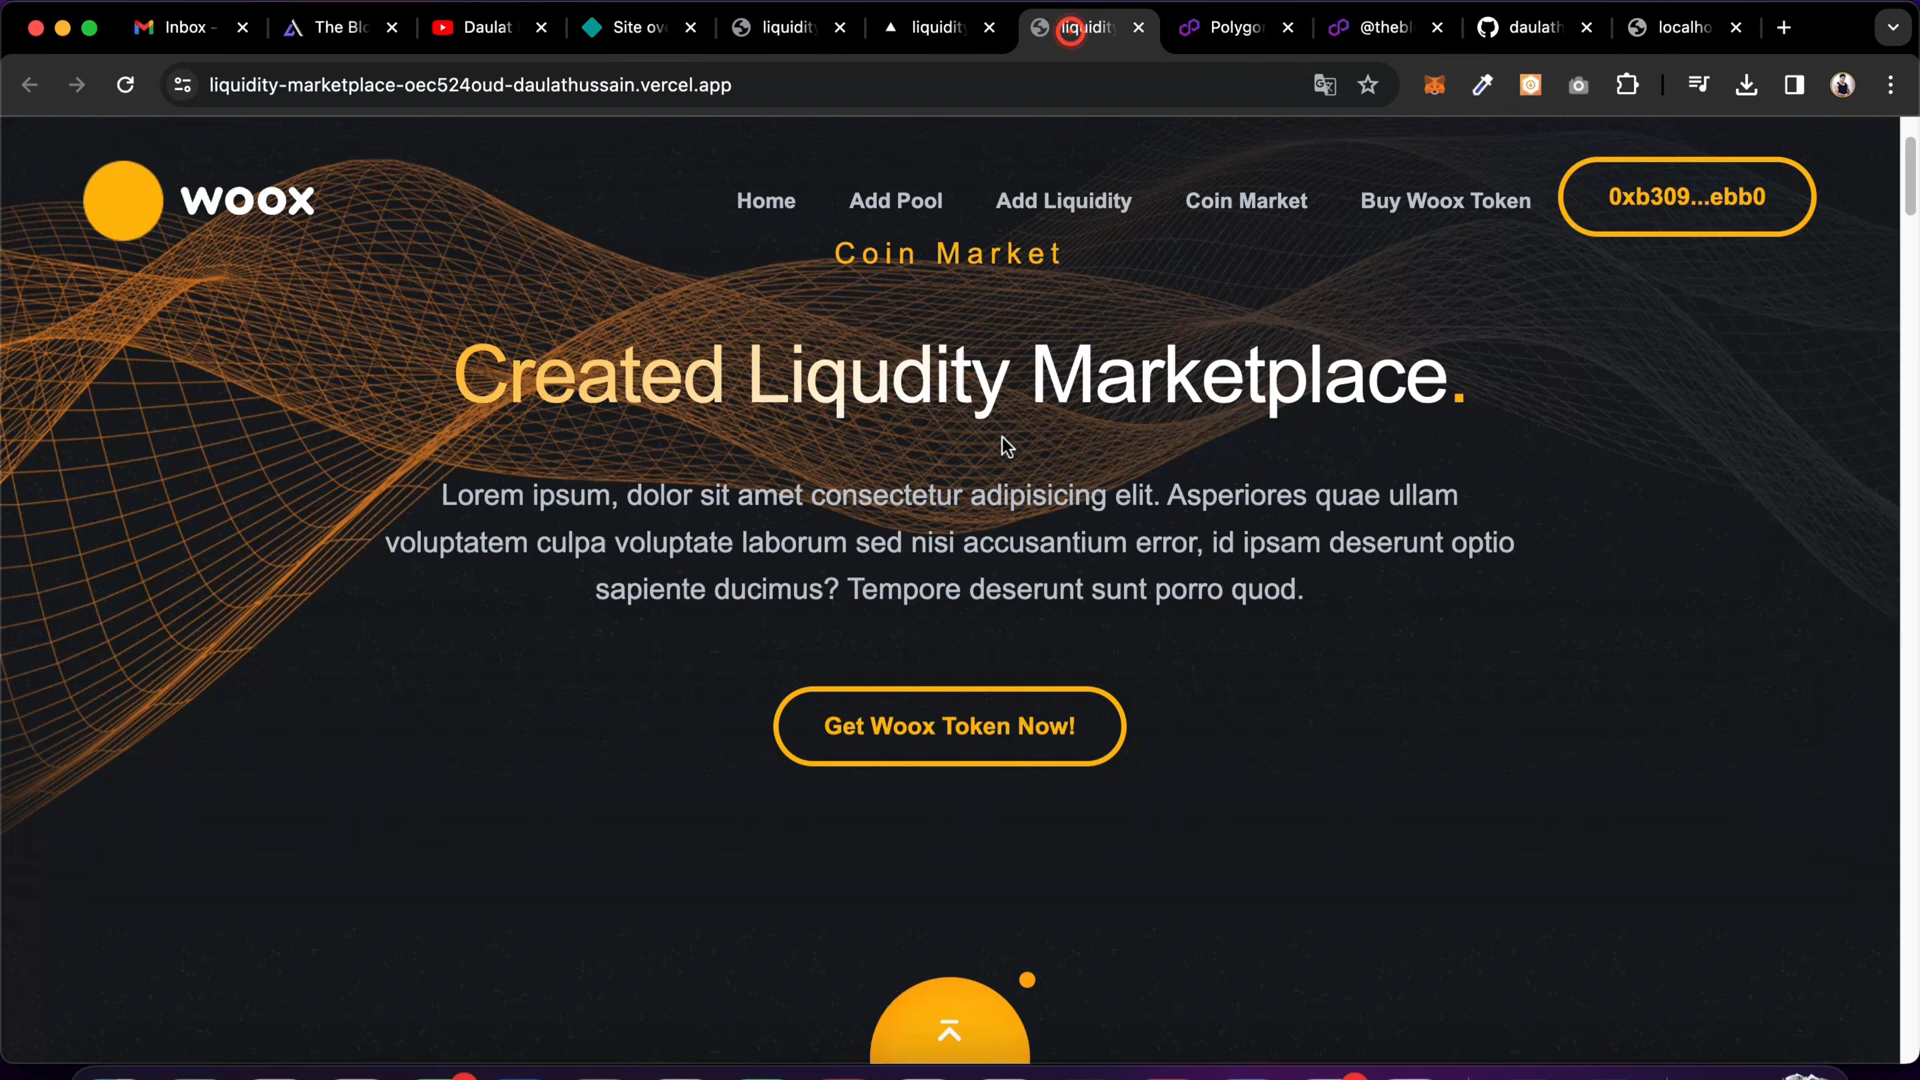 Inbox -
The Blo
Daulat
Site ov
liquidity
liquidity
liquidity
Polygon
@thebl
daulath
localho
liquidity-marketplace-oec524oud-daulathussain.vercel.app
woox
Home
Add Pool
Add Liquidity
Coin Market
Buy Woox Token
0xb309...ebb0
Coin Market
Created Liqudity Marketplace.
Lorem ipsum, dolor sit amet consectetur adipisicing elit. Asperiores quae ullam
voluptatem culpa voluptate laborum sed nisi accusantium error, id ipsam deserunt optio
sapiente ducimus? Tempore deserunt sunt porro quod.
Get Woox Token Now!